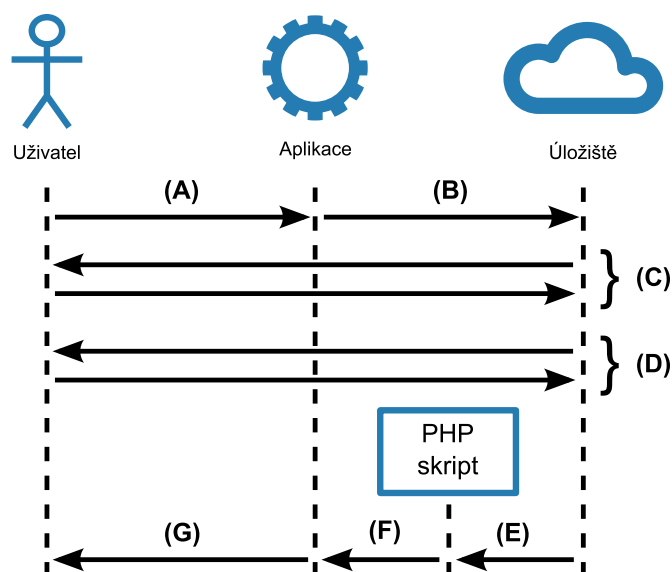 Uživatel
Aplikace
Úložiště
(A)
(B)
(C)
(D)
PHP
skript
(G)
(F)
(E)